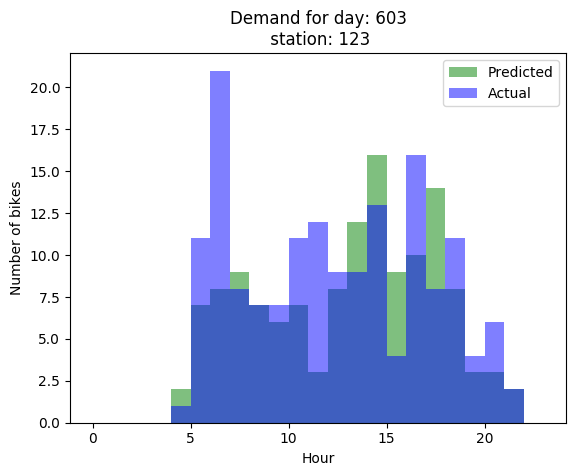 Demand for day: 603
station: 123
Predicted
Actual
Number of bikes
20.0
17.5
15.0
12.5
10.0
7.5
5.0
2.5
0.0
0 5 10 15 20
Hour